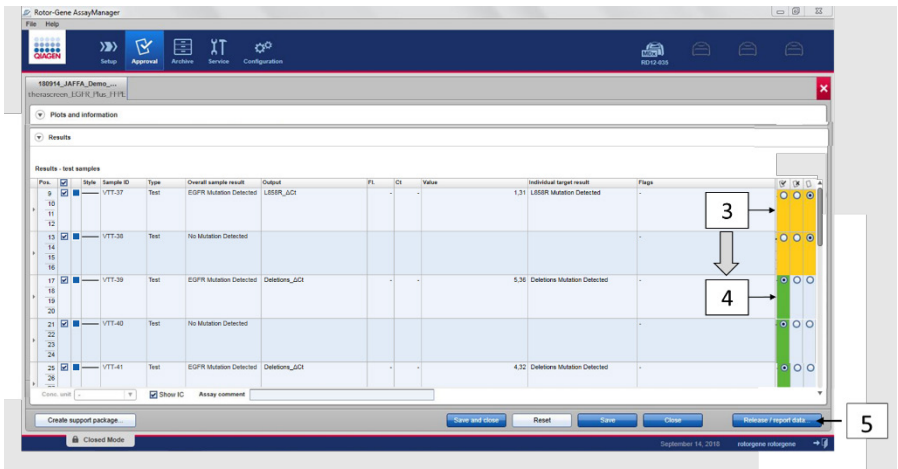 Rotor-Gene AssayManager
File Help
QIAGEN
Setup Approval Archive Service Configuration
RD12-035
180914_JAFFA_Demo_...
therascreen_EGFR_Plus_FFPE
Plots and information
Results
Results - test samples
Pos. Style Sample ID Type Overall sample result Output Fl. Ct Value Individual target result Flags
9 VTT-37 Test EGFR Mutation Detected L858R_ΔCt - - 1,31 L858R Mutation Detected -
10
11
12
3
13 VTT-38 Test No Mutation Detected -
14
15
16
17 VTT-39 Test EGFR Mutation Detected Deletions_ΔCt - - 5,36 Deletions Mutation Detected -
18
19
20
4
21 VTT-40 Test No Mutation Detected -
22
23
24
25 VTT-41 Test EGFR Mutation Detected Deletions_ΔCt - - 4,32 Deletions Mutation Detected -
26
Conc. unit - Show IC Assay comment
Create support package... Save and close Reset Save Close Release / report data...
5
Closed Mode
September 14, 2018 rotorgene rotorgene